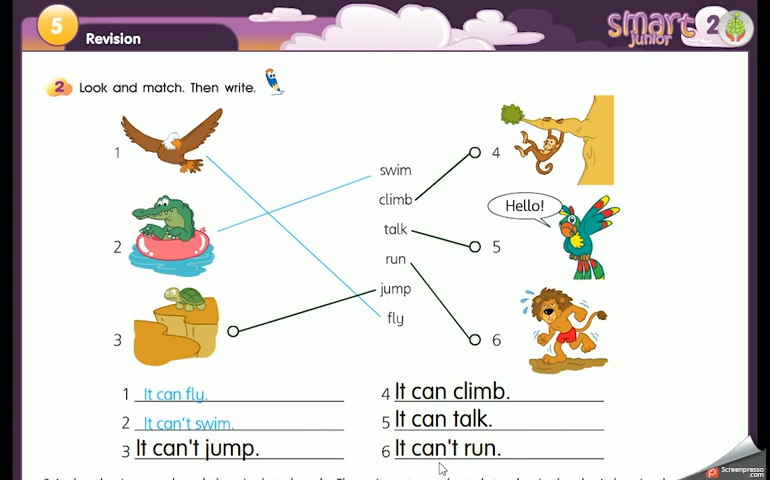 5 Revision
smart 2
junior
2 Look and match. Then write.
1
2
3
swim
climb
talk
run
jump
fly
4
Hello!
5
6
1 It can fly.
2 It can't swim.
3 It can't jump.
4 It can climb.
5 It can talk.
6 It can't run.
Screenpresso
.com